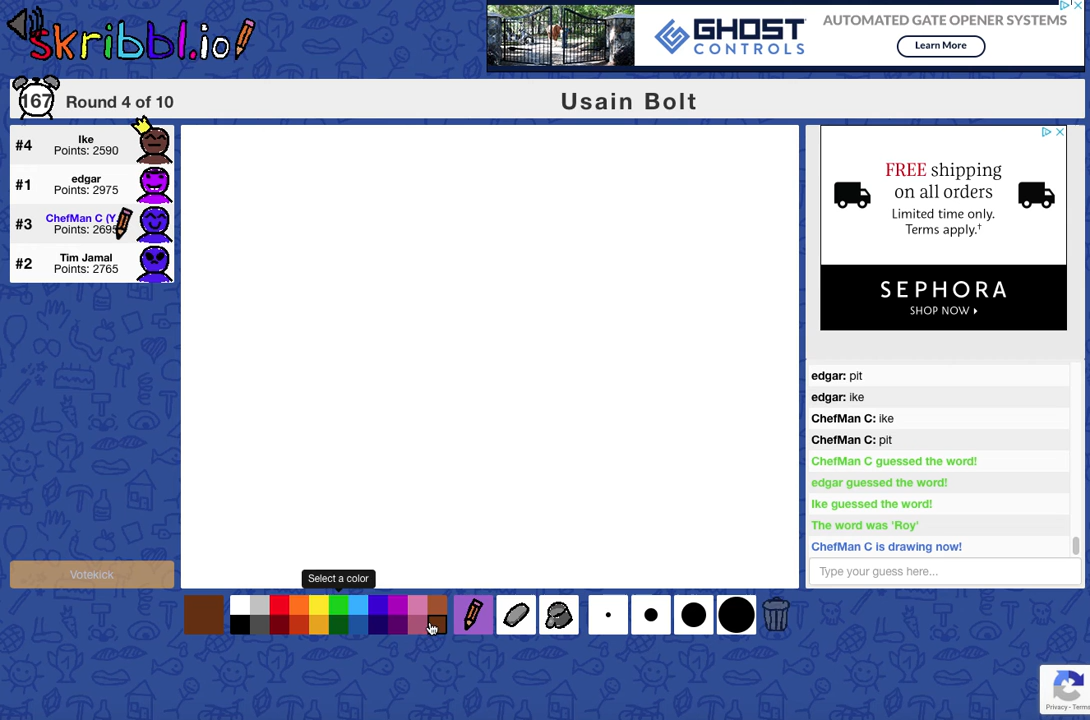 skribbl.io
GHOST
CONTROLS
AUTOMATED GATE OPENER SYSTEMS
Learn More
167
Round 4 of 10
Usain Bolt
#4
Ike
Points: 2590
#1
edgar
Points: 2975
#3
ChefMan C (Y
Points: 2695
#2
Tim Jamal
Points: 2765
FREE shipping
on all orders
Limited time only.
Terms apply.†
SEPHORA
SHOP NOW
edgar: pit
edgar: ike
ChefMan C: ike
ChefMan C: pit
ChefMan C guessed the word!
edgar guessed the word!
Ike guessed the word!
The word was 'Roy'
ChefMan C is drawing now!
Type your guess here...
Votekick
Select a color
Privacy - Terms